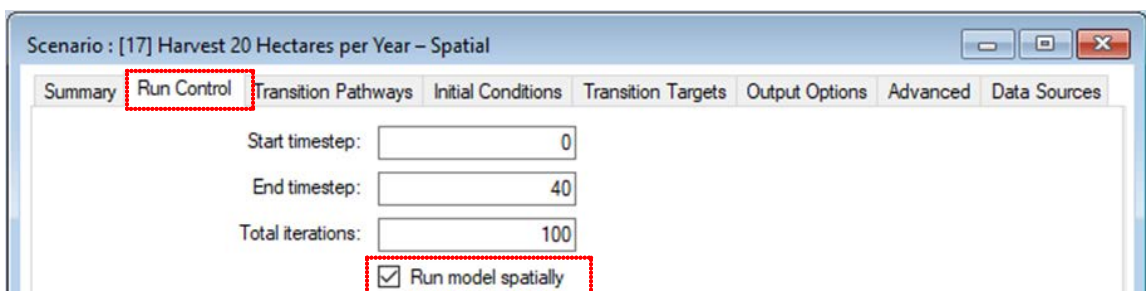 Scenario : [17] Harvest 20 Hectares per Year – Spatial
Summary Run Control Transition Pathways Initial Conditions Transition Targets Output Options Advanced Data Sources
Start timestep: 0
End timestep: 40
Total iterations: 100
Run model spatially